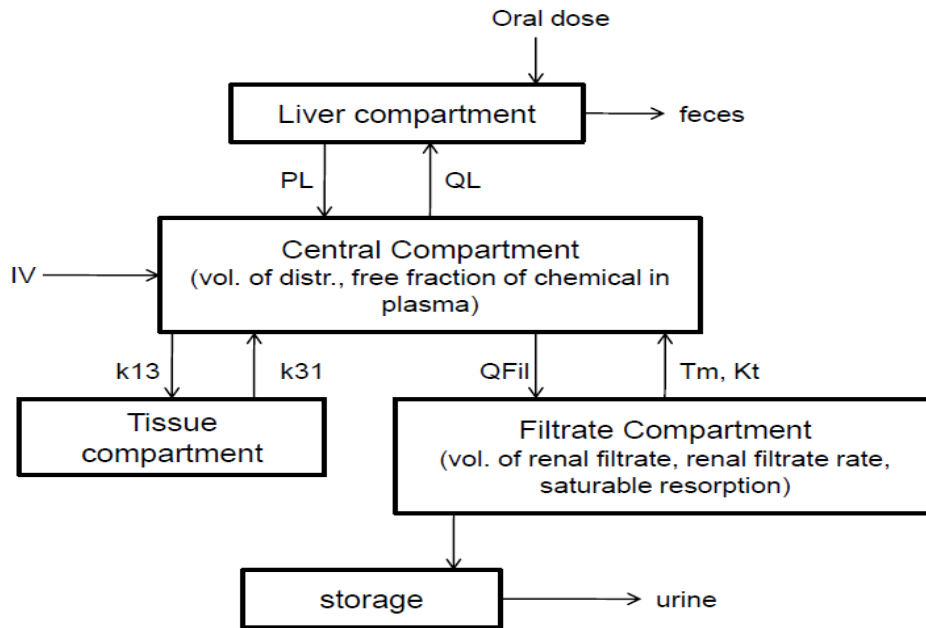 Oral dose
Liver compartment
feces
PL
QL
Central Compartment
(vol. of distr., free fraction of chemical in
plasma)
IV
k13
k31
QFil
Tm, Kt
Tissue
compartment
Filtrate Compartment
(vol. of renal filtrate, renal filtrate rate,
saturable resorption)
storage
urine